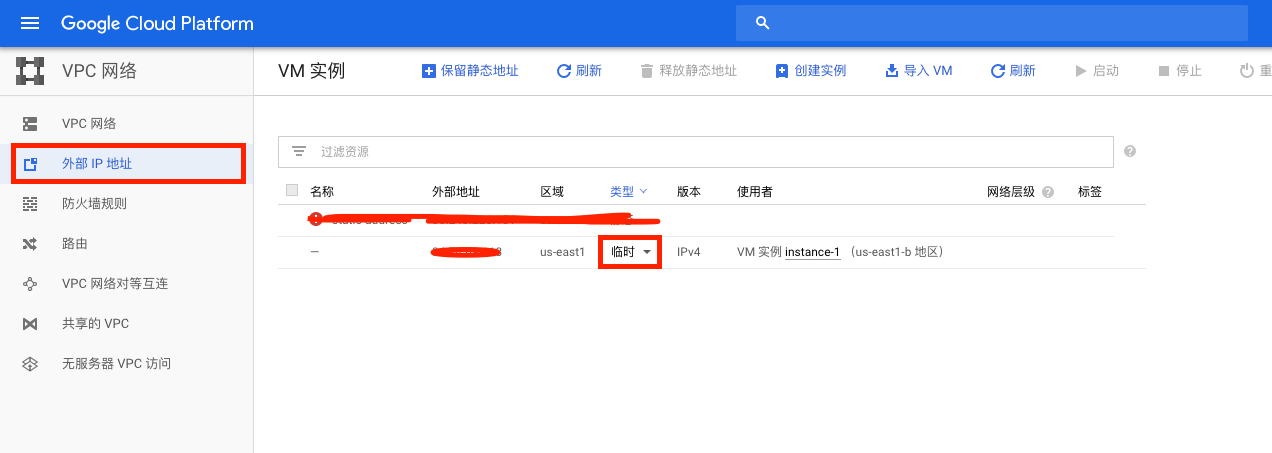 Google Cloud Platform
VPC 网络
VM 实例 保留静态地址 刷新 释放静态地址 创建实例 导入 VM 刷新 启动 停止 重
VPC 网络
外部 IP 地址
防火墙规则
路由
VPC 网络对等互连
共享的 VPC
无服务器 VPC 访问
过滤资源
名称 外部地址 区域 类型 版本 使用者 网络层级 标签
— us-east1 临时 IPv4 VM 实例 instance-1 （us-east1-b 地区）